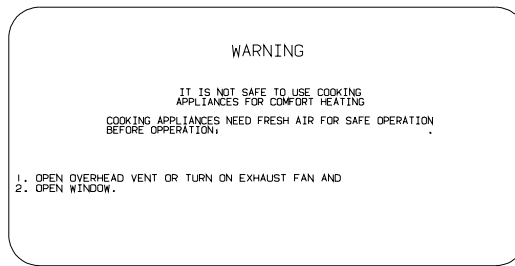 WARNING
IT IS NOT SAFE TO USE COOKING
APPLIANCES FOR COMFORT HEATING
COOKING APPLIANCES NEED FRESH AIR FOR SAFE OPERATION
BEFORE OPPERATION, .
1. OPEN OVERHEAD VENT OR TURN ON EXHAUST FAN AND
2. OPEN WINDOW.